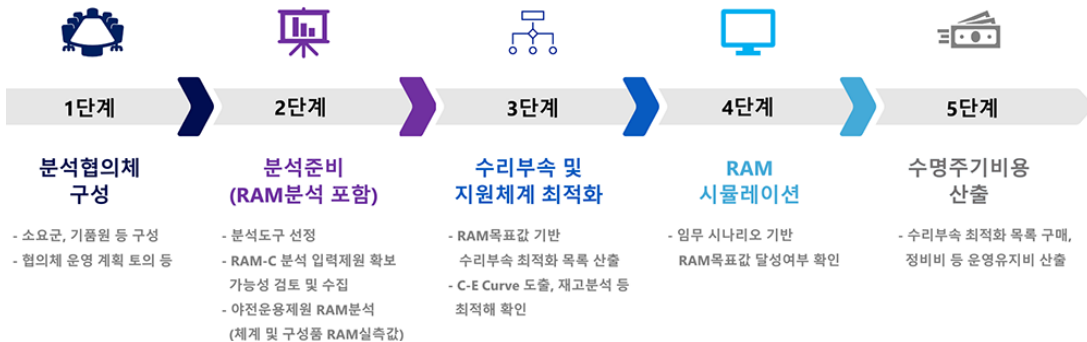 1단계
2단계
3단계
4단계
5단계
분석협의체
구성
- 소요군, 기품원 등 구성
- 협의체 운영 계획 토의 등
분석준비
(RAM분석 포함)
- 분석도구 선정
- RAM-C 분석 입력제원 확보
가능성 검토 및 수집
- 야전운용제원 RAM분석
(체계 및 구성품 RAM실측값)
수리부속 및
지원체계 최적화
- RAM목표값 기반
수리부속 최적화 목록 산출
- C-E Curve 도출, 재고분석 등
최적해 확인
RAM
시뮬레이션
- 임무 시나리오 기반
RAM목표값 달성여부 확인
수명주기비용
산출
- 수리부속 최적화 목록 구매,
정비비 등 운영유지비 산출